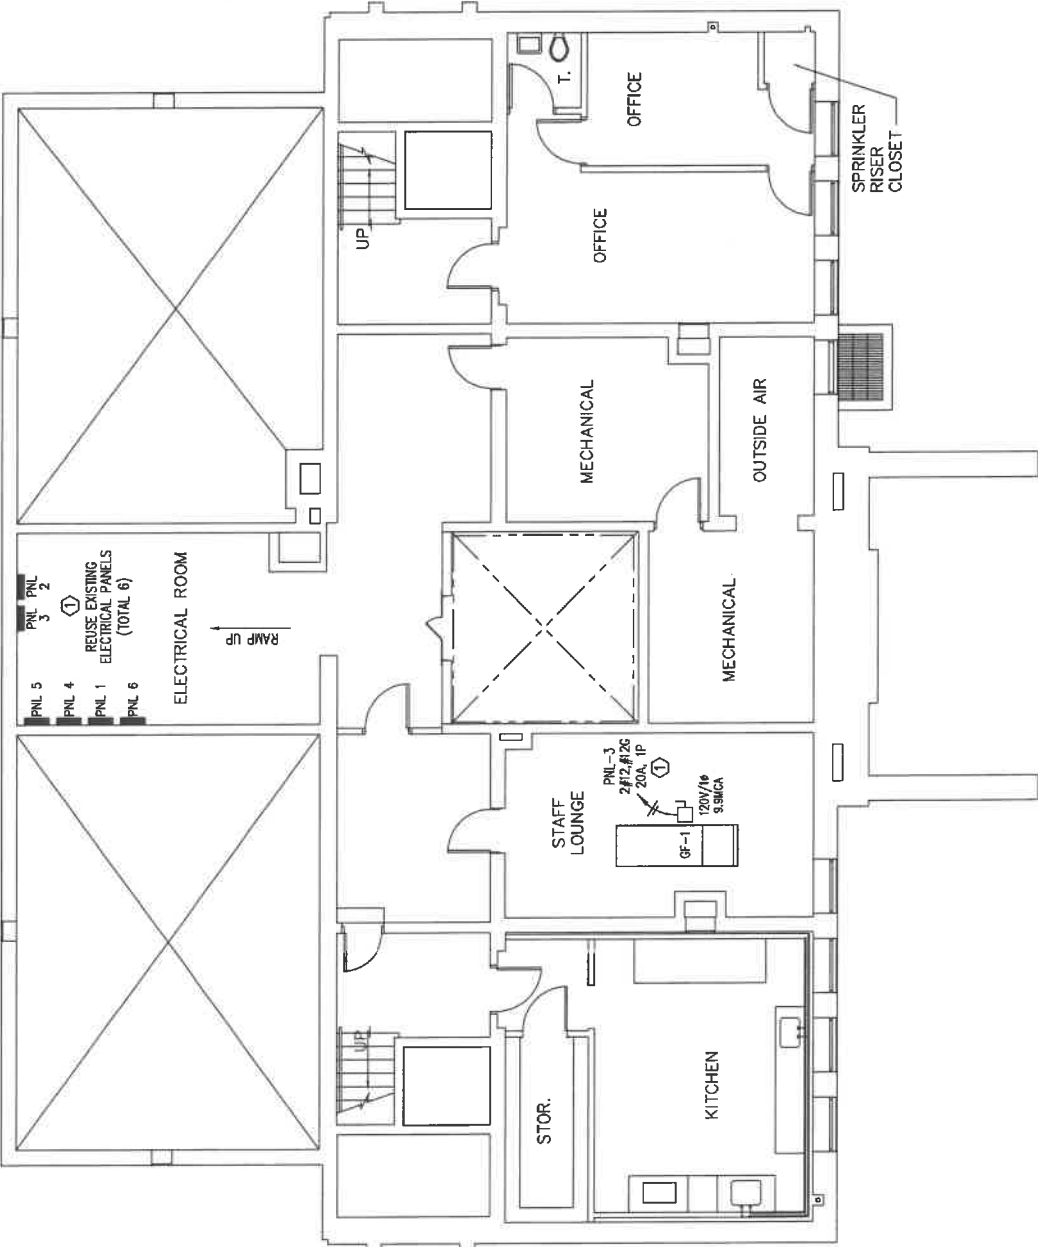 PNL 5
PNL 4
PNL 1
PNL 6
PNL
3
PNL
2
1
REUSE EXISTING
ELECTRICAL PANELS
(TOTAL 6)
ELECTRICAL ROOM
RAMP UP
UP
T.
OFFICE
OFFICE
SPRINKLER
RISER
CLOSET
MECHANICAL
OUTSIDE AIR
MECHANICAL
STAFF
LOUNGE
PNL-3
2#12,#12G
20A, 1P
1
120V/1ø
9.9MCA
GF-1
UP
STOR.
KITCHEN